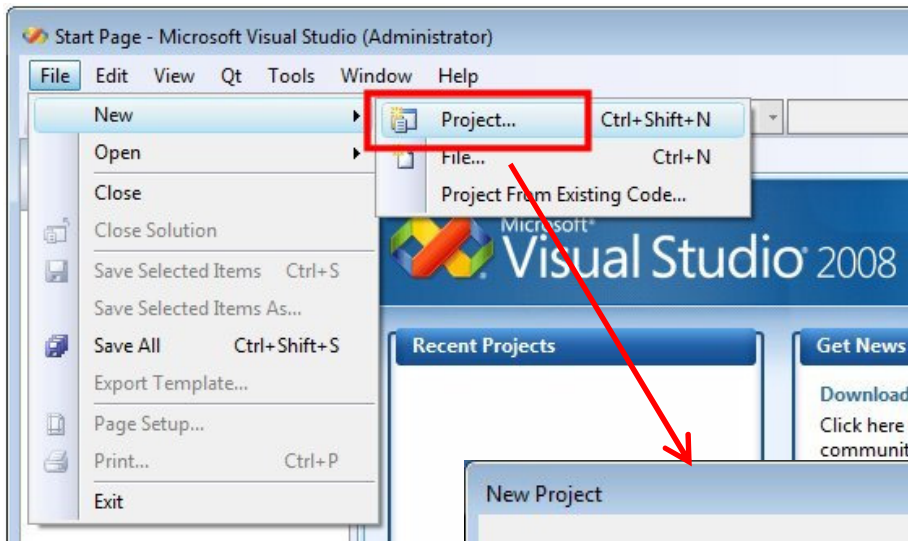 Start Page - Microsoft Visual Studio (Administrator)
File Edit View Qt Tools Window Help
New
Project... Ctrl+Shift+N
Open
File... Ctrl+N
Close
Project From Existing Code...
Close Solution
Microsoft®
Visual Studio® 2008
Save Selected Items Ctrl+S
Save Selected Items As...
Save All Ctrl+Shift+S
Recent Projects
Get News
Export Template...
Download
Page Setup...
Click here
communit
Print... Ctrl+P
Exit
New Project